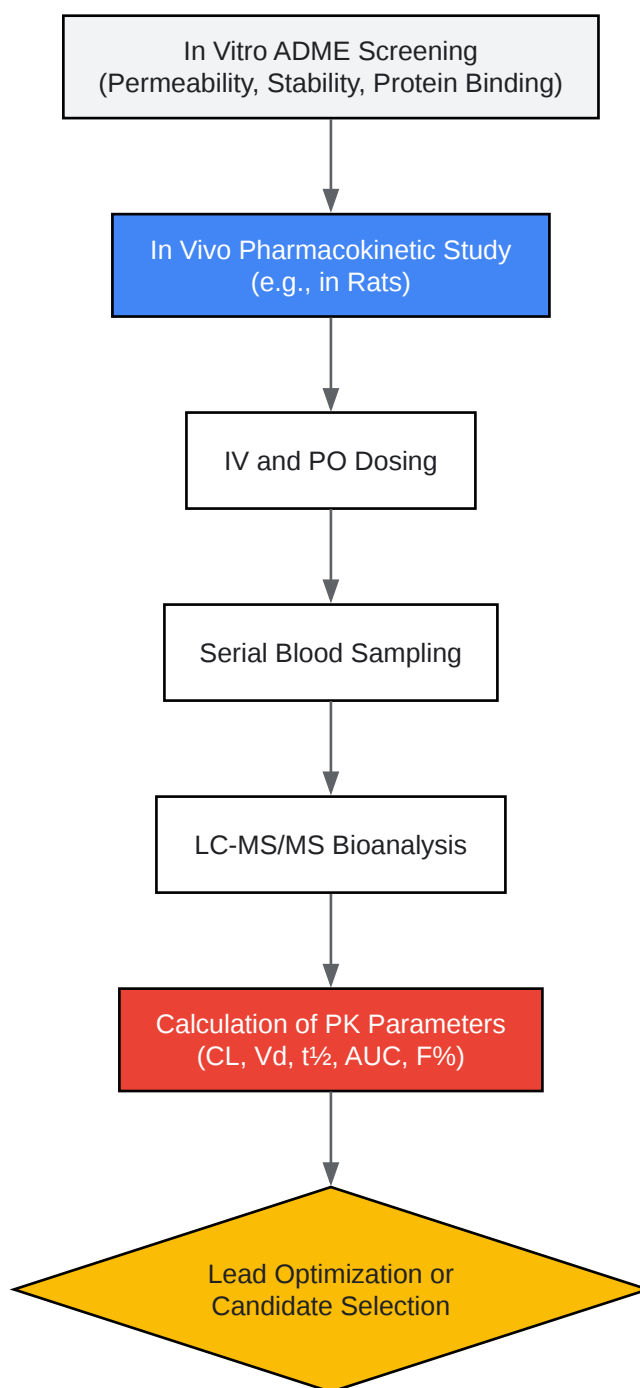 In Vitro ADME Screening
(Permeability, Stability, Protein Binding)
In Vivo Pharmacokinetic Study
(e.g., in Rats)
IV and PO Dosing
Serial Blood Sampling
LC-MS/MS Bioanalysis
Calculation of PK Parameters
(CL, Vd, t½, AUC, F%)
Lead Optimization or
Candidate Selection